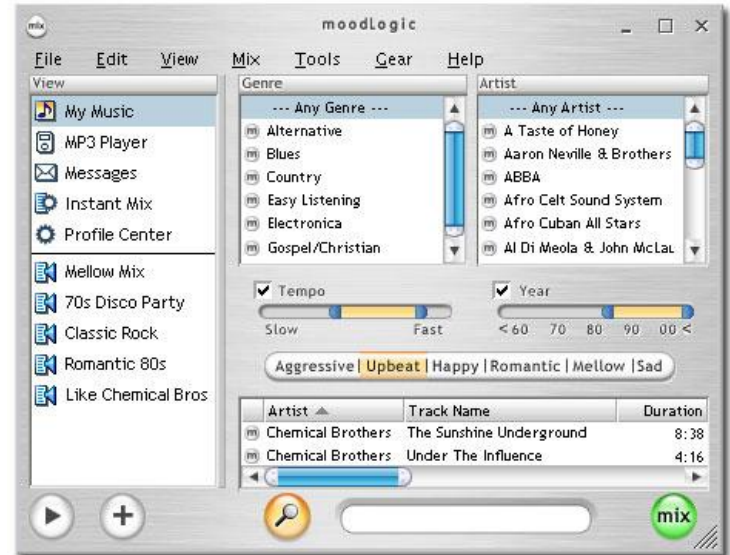 mix
moodLogic
File Edit View Mix Tools Gear Help
View
My Music
MP3 Player
Messages
Instant Mix
Profile Center
Mellow Mix
70s Disco Party
Classic Rock
Romantic 80s
Like Chemical Bros
Genre
--- Any Genre ---
m Alternative
m Blues
m Country
m Easy Listening
m Electronica
m Gospel/Christian
Artist
--- Any Artist ---
m A Taste of Honey
m Aaron Neville & Brothers
m ABBA
m Afro Celt Sound System
m Afro Cuban All Stars
m Al Di Meola & John McLau
Tempo
Slow Fast
Year
< 60 70 80 90 00 <
Aggressive | Upbeat | Happy | Romantic | Mellow | Sad
Artist Track Name Duration
m Chemical Brothers The Sunshine Underground 8:38
m Chemical Brothers Under The Influence 4:16
mix